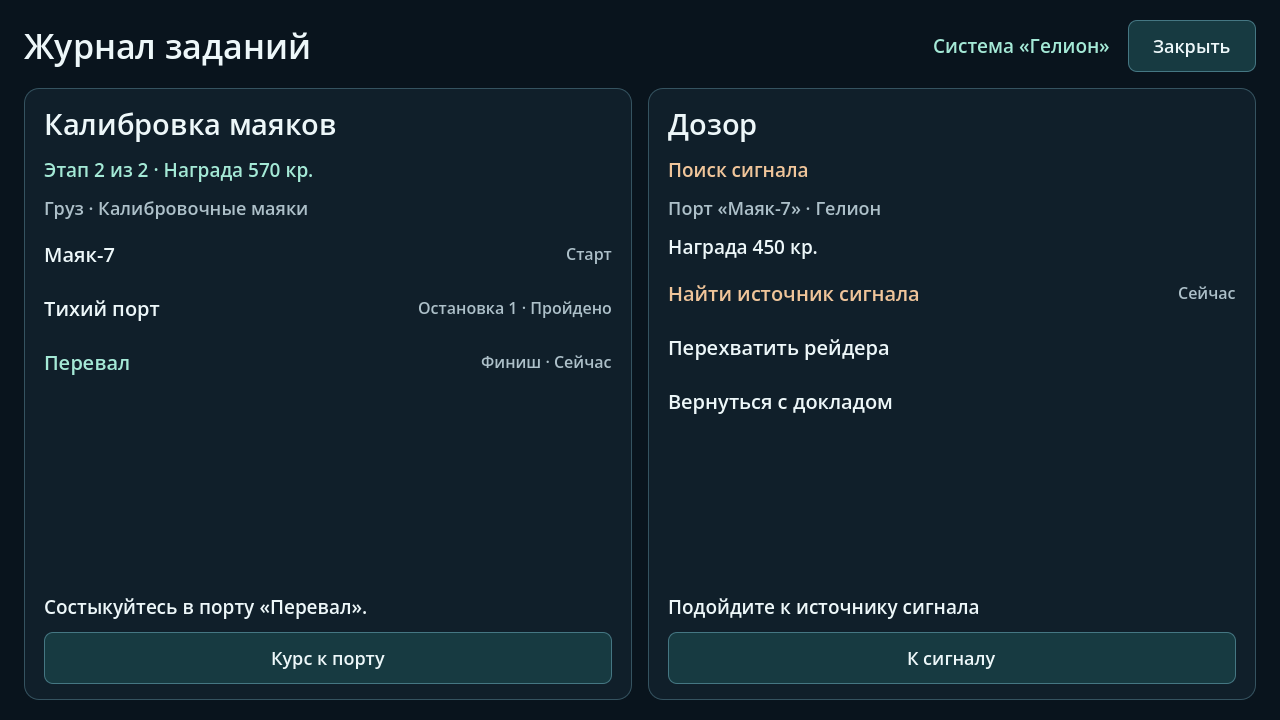 Журнал заданий
Система «Гелион»
Закрыть
Калибровка маяков
Этап 2 из 2 · Награда 570 кр.
Груз · Калибровочные маяки
Маяк-7
Старт
Тихий порт
Остановка 1 · Пройдено
Перевал
Финиш · Сейчас
Состыкуйтесь в порту «Перевал».
Курс к порту
Дозор
Поиск сигнала
Порт «Маяк-7» · Гелион
Награда 450 кр.
Найти источник сигнала
Сейчас
Перехватить рейдера
Вернуться с докладом
Подойдите к источнику сигнала
К сигналу